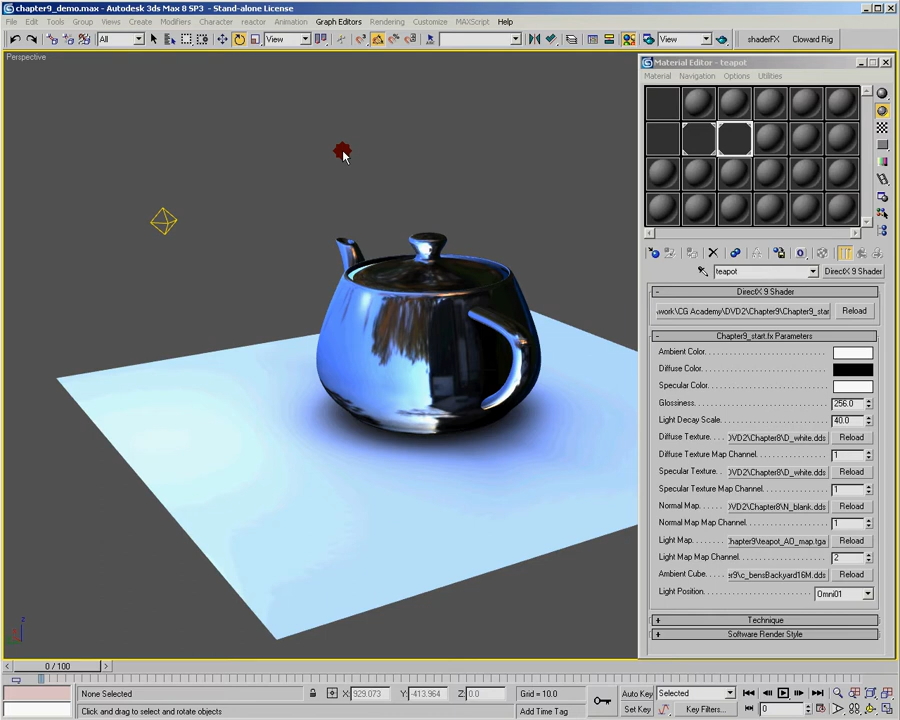 chapter9_demo.max - Autodesk 3ds Max 8 SP3 - Stand-alone License
File Edit Tools Group Views Create Modifiers Character reactor Animation Graph Editors Rendering Customize MAXScript Help
All View View shaderFX Cloward Rig
Perspective
Material Editor - teapot
Material Navigation Options Utilities
teapot DirectX 9 Shader
- DirectX 9 Shader
work\CG Academy\DVD2\Chapter9\Chapter9_star Reload
- Chapter9_start.fx Parameters
Ambient Color
Diffuse Color
Specular Color
Glossiness 256.0
Light Decay Scale 40.0
Diffuse Texture )VD2\Chapter8\D_white.dds Reload
Diffuse Texture Map Channel 1
Specular Texture )VD2\Chapter8\D_white.dds Reload
Specular Texture Map Channel 1
Normal Map )VD2\Chapter8\N_blank.dds Reload
Normal Map Map Channel 1
Light Map hapter9\teapot_AO_map.tga Reload
Light Map Map Channel 2
Ambient Cube er9\c_bensBackyard16M.dds Reload
Light Position Omni01
+ Technique
+ Software Render Style
z
< 0 / 100 >
None Selected X: 929.073 Y: -413.964 Z: 0.0 Grid = 10.0 Auto Key Selected
Click and drag to select and rotate objects Add Time Tag Set Key Key Filters... 0